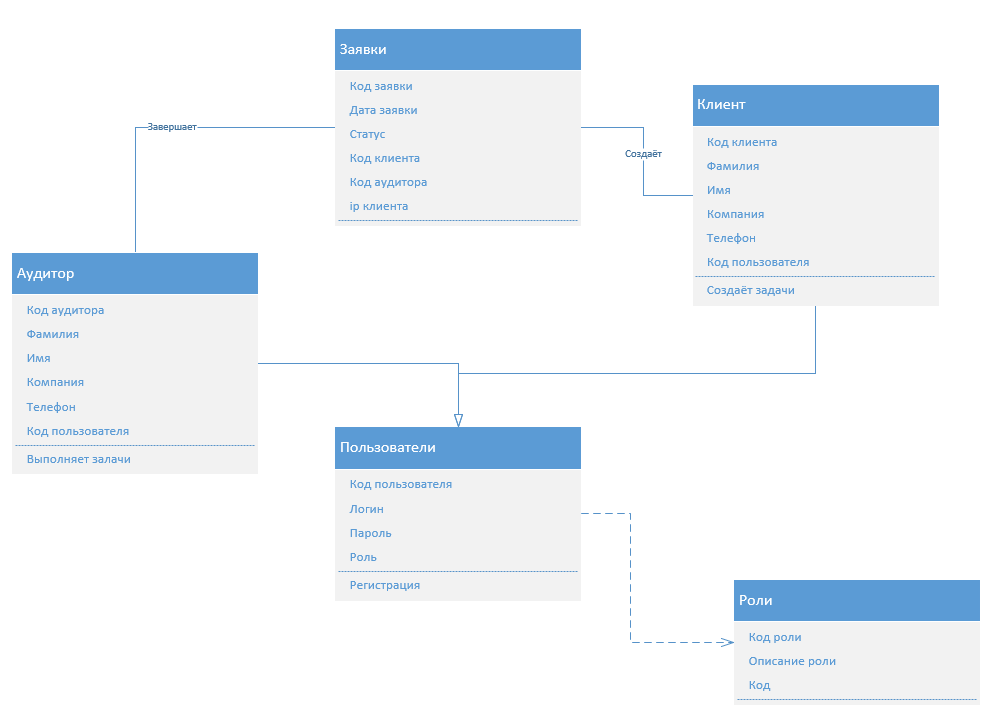 Заявки
Код заявки
Дата заявки
Статус
Код клиента
Код аудитора
ip клиента
Клиент
Код клиента
Фамилия
Имя
Компания
Телефон
Код пользователя
Создаёт задачи
Завершает
Создаёт
Аудитор
Код аудитора
Фамилия
Имя
Компания
Телефон
Код пользователя
Выполняет залачи
Пользователи
Код пользователя
Логин
Пароль
Роль
Регистрация
Роли
Код роли
Описание роли
Код